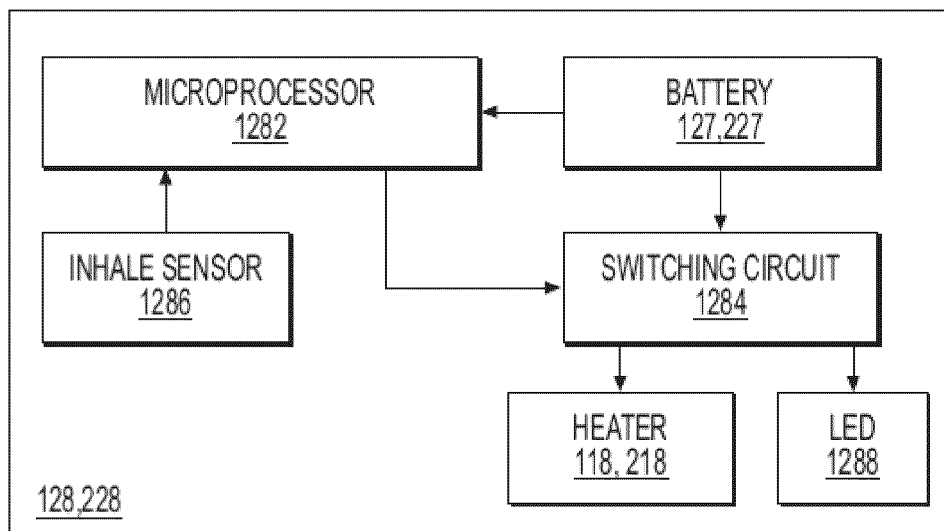 MICROPROCESSOR
1282
BATTERY
127,227
INHALE SENSOR
1286
SWITCHING CIRCUIT
1284
HEATER
118, 218
LED
1288
128,228